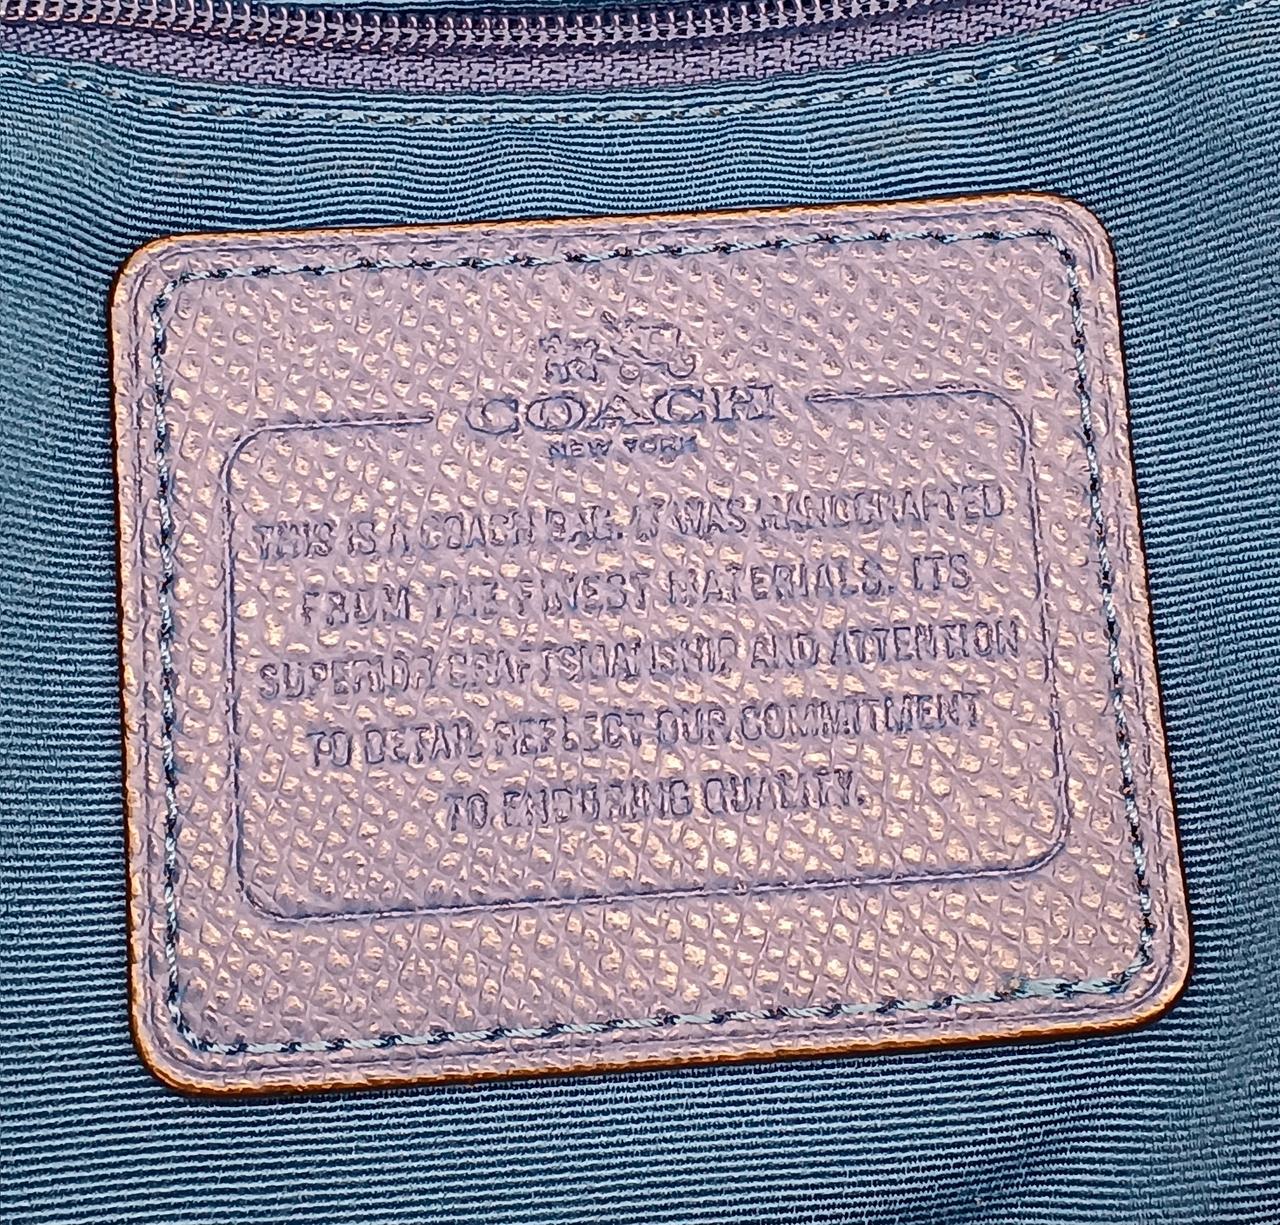 COACH
NEW YORK
THIS IS A COACH BAG. IT WAS HANDCRAFTED
FROM THE FINEST MATERIALS. ITS
SUPERIOR CRAFTSMANSHIP AND ATTENTION
TO DETAIL REFLECT OUR COMMITMENT
TO ENDURING QUALITY.